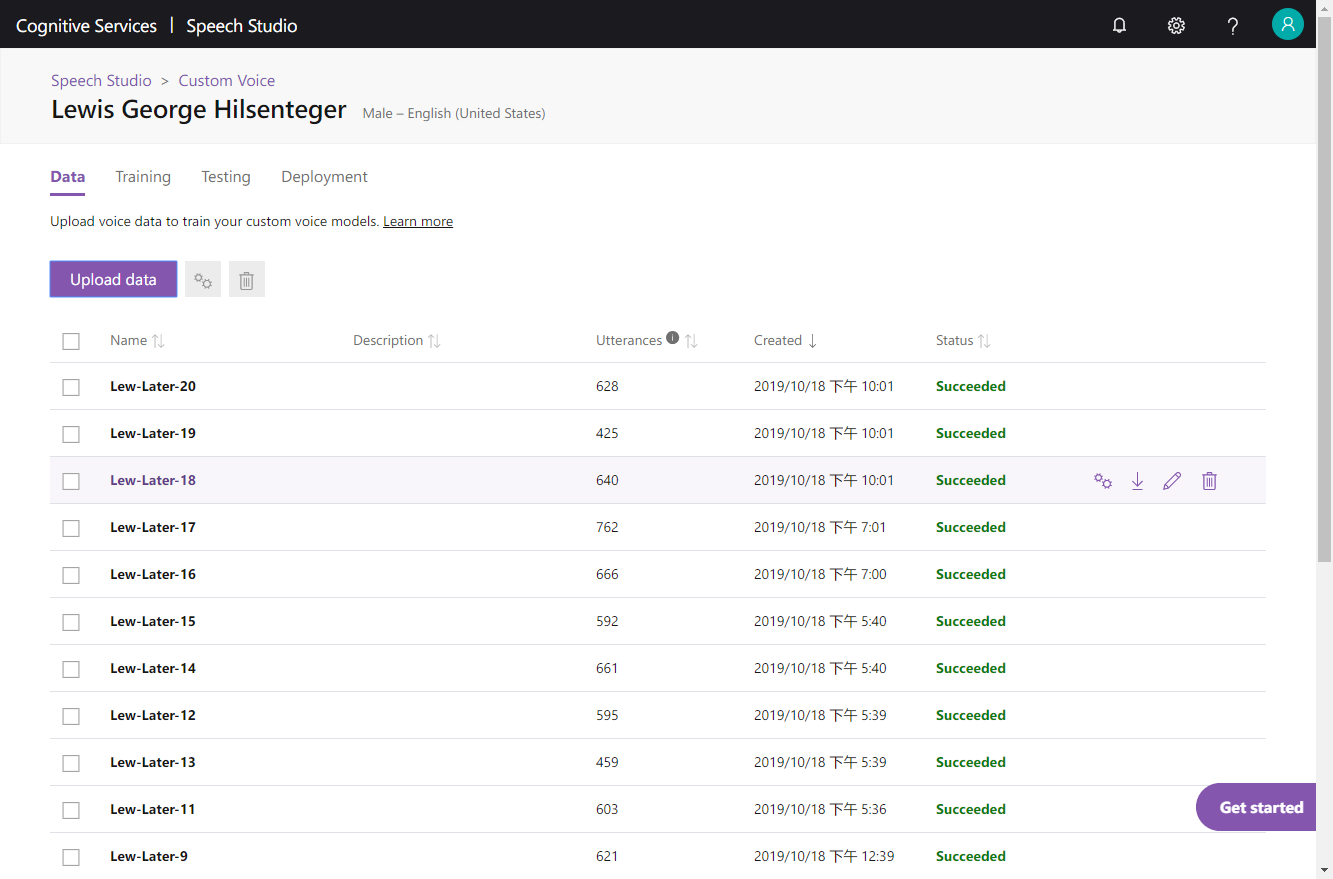 Cognitive Services | Speech Studio
Speech Studio > Custom Voice
Lewis George Hilsenteger Male – English (United States)
Data Training Testing Deployment
Upload voice data to train your custom voice models. Learn more
Upload data
Name Description Utterances Created Status
Lew-Later-20 628 2019/10/18 下午 10:01 Succeeded
Lew-Later-19 425 2019/10/18 下午 10:01 Succeeded
Lew-Later-18 640 2019/10/18 下午 10:01 Succeeded
Lew-Later-17 762 2019/10/18 下午 7:01 Succeeded
Lew-Later-16 666 2019/10/18 下午 7:00 Succeeded
Lew-Later-15 592 2019/10/18 下午 5:40 Succeeded
Lew-Later-14 661 2019/10/18 下午 5:40 Succeeded
Lew-Later-12 595 2019/10/18 下午 5:39 Succeeded
Lew-Later-13 459 2019/10/18 下午 5:39 Succeeded
Lew-Later-11 603 2019/10/18 下午 5:36 Succeeded
Get started
Lew-Later-9 621 2019/10/18 下午 12:39 Succeeded